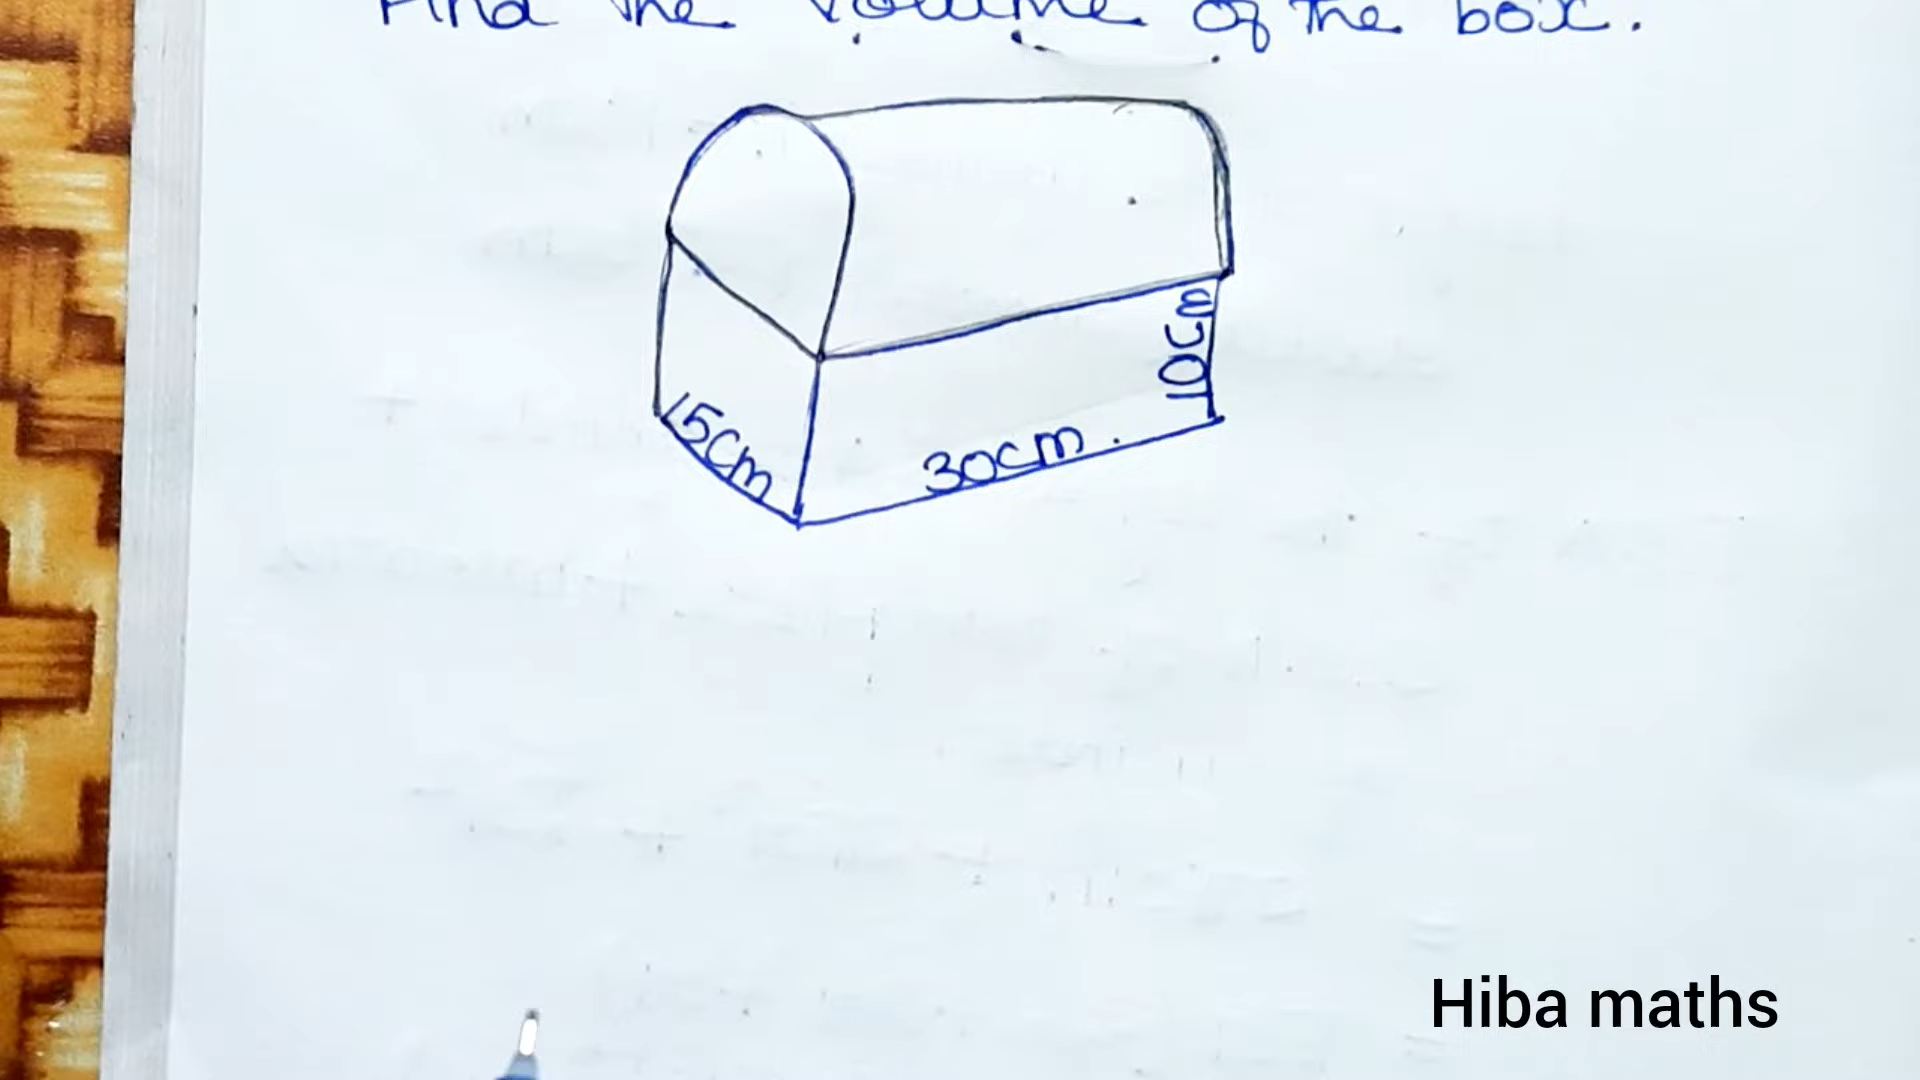 Find the volume of the box.
10cm
15cm
30cm.
Hiba maths